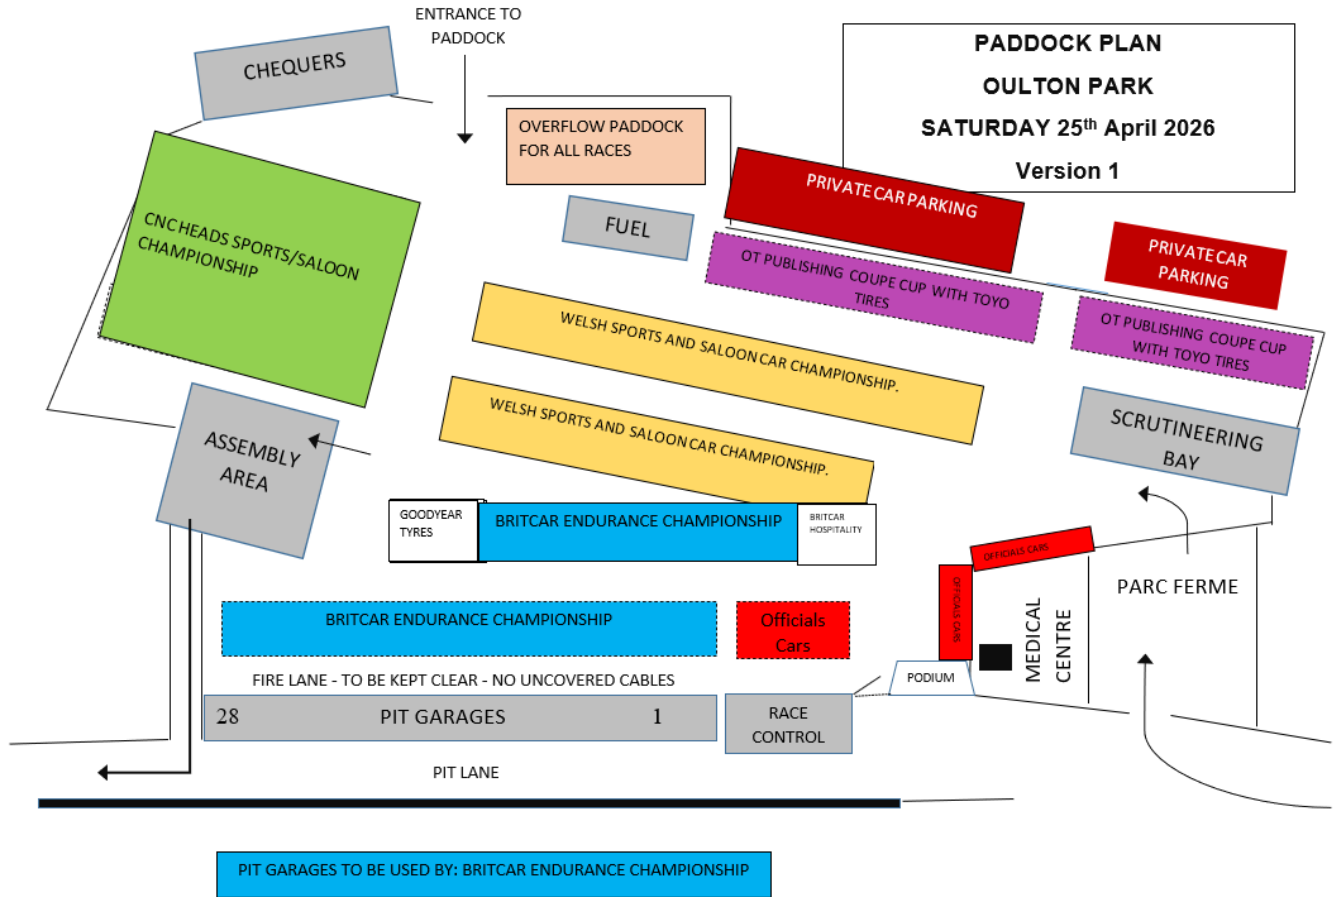 ENTRANCE TO
PADDOCK
PADDOCK PLAN
OULTON PARK
SATURDAY 25th April 2026
Version 1
CHEQUERS
OVERFLOW PADDOCK
FOR ALL RACES
PRIVATE CAR PARKING
FUEL
PRIVATE CAR
PARKING
CNC HEADS SPORTS/SALOON
CHAMPIONSHIP
OT PUBLISHING COUPE CUP WITH TOYO
TIRES
OT PUBLISHING COUPE CUP
WITH TOYO TIRES
WELSH SPORTS AND SALOON CAR CHAMPIONSHIP.
WELSH SPORTS AND SALOON CAR CHAMPIONSHIP.
SCRUTINEERING
BAY
ASSEMBLY
AREA
GOODYEAR
TYRES
BRITCAR ENDURANCE CHAMPIONSHIP
BRITCAR
HOSPITALITY
OFFICIALS CARS
OFFICIALS CARS
MEDICAL
CENTRE
PARC FERME
BRITCAR ENDURANCE CHAMPIONSHIP
Officials
Cars
FIRE LANE - TO BE KEPT CLEAR - NO UNCOVERED CABLES
PODIUM
28 PIT GARAGES 1
RACE
CONTROL
PIT LANE
PIT GARAGES TO BE USED BY: BRITCAR ENDURANCE CHAMPIONSHIP